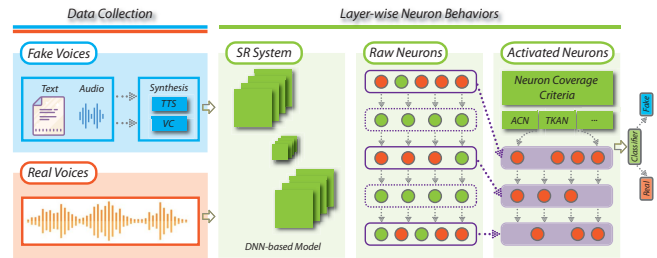 Data Collection
Layer-wise Neuron Behaviors
Fake Voices
SR System
Raw Neurons
Activated Neurons
Text
Audio
Synthesis
TTS
VC
Neuron Coverage
Criteria
ACN
TKAN
...
Real Voices
DNN-based Model
Classifier
Fake
Real